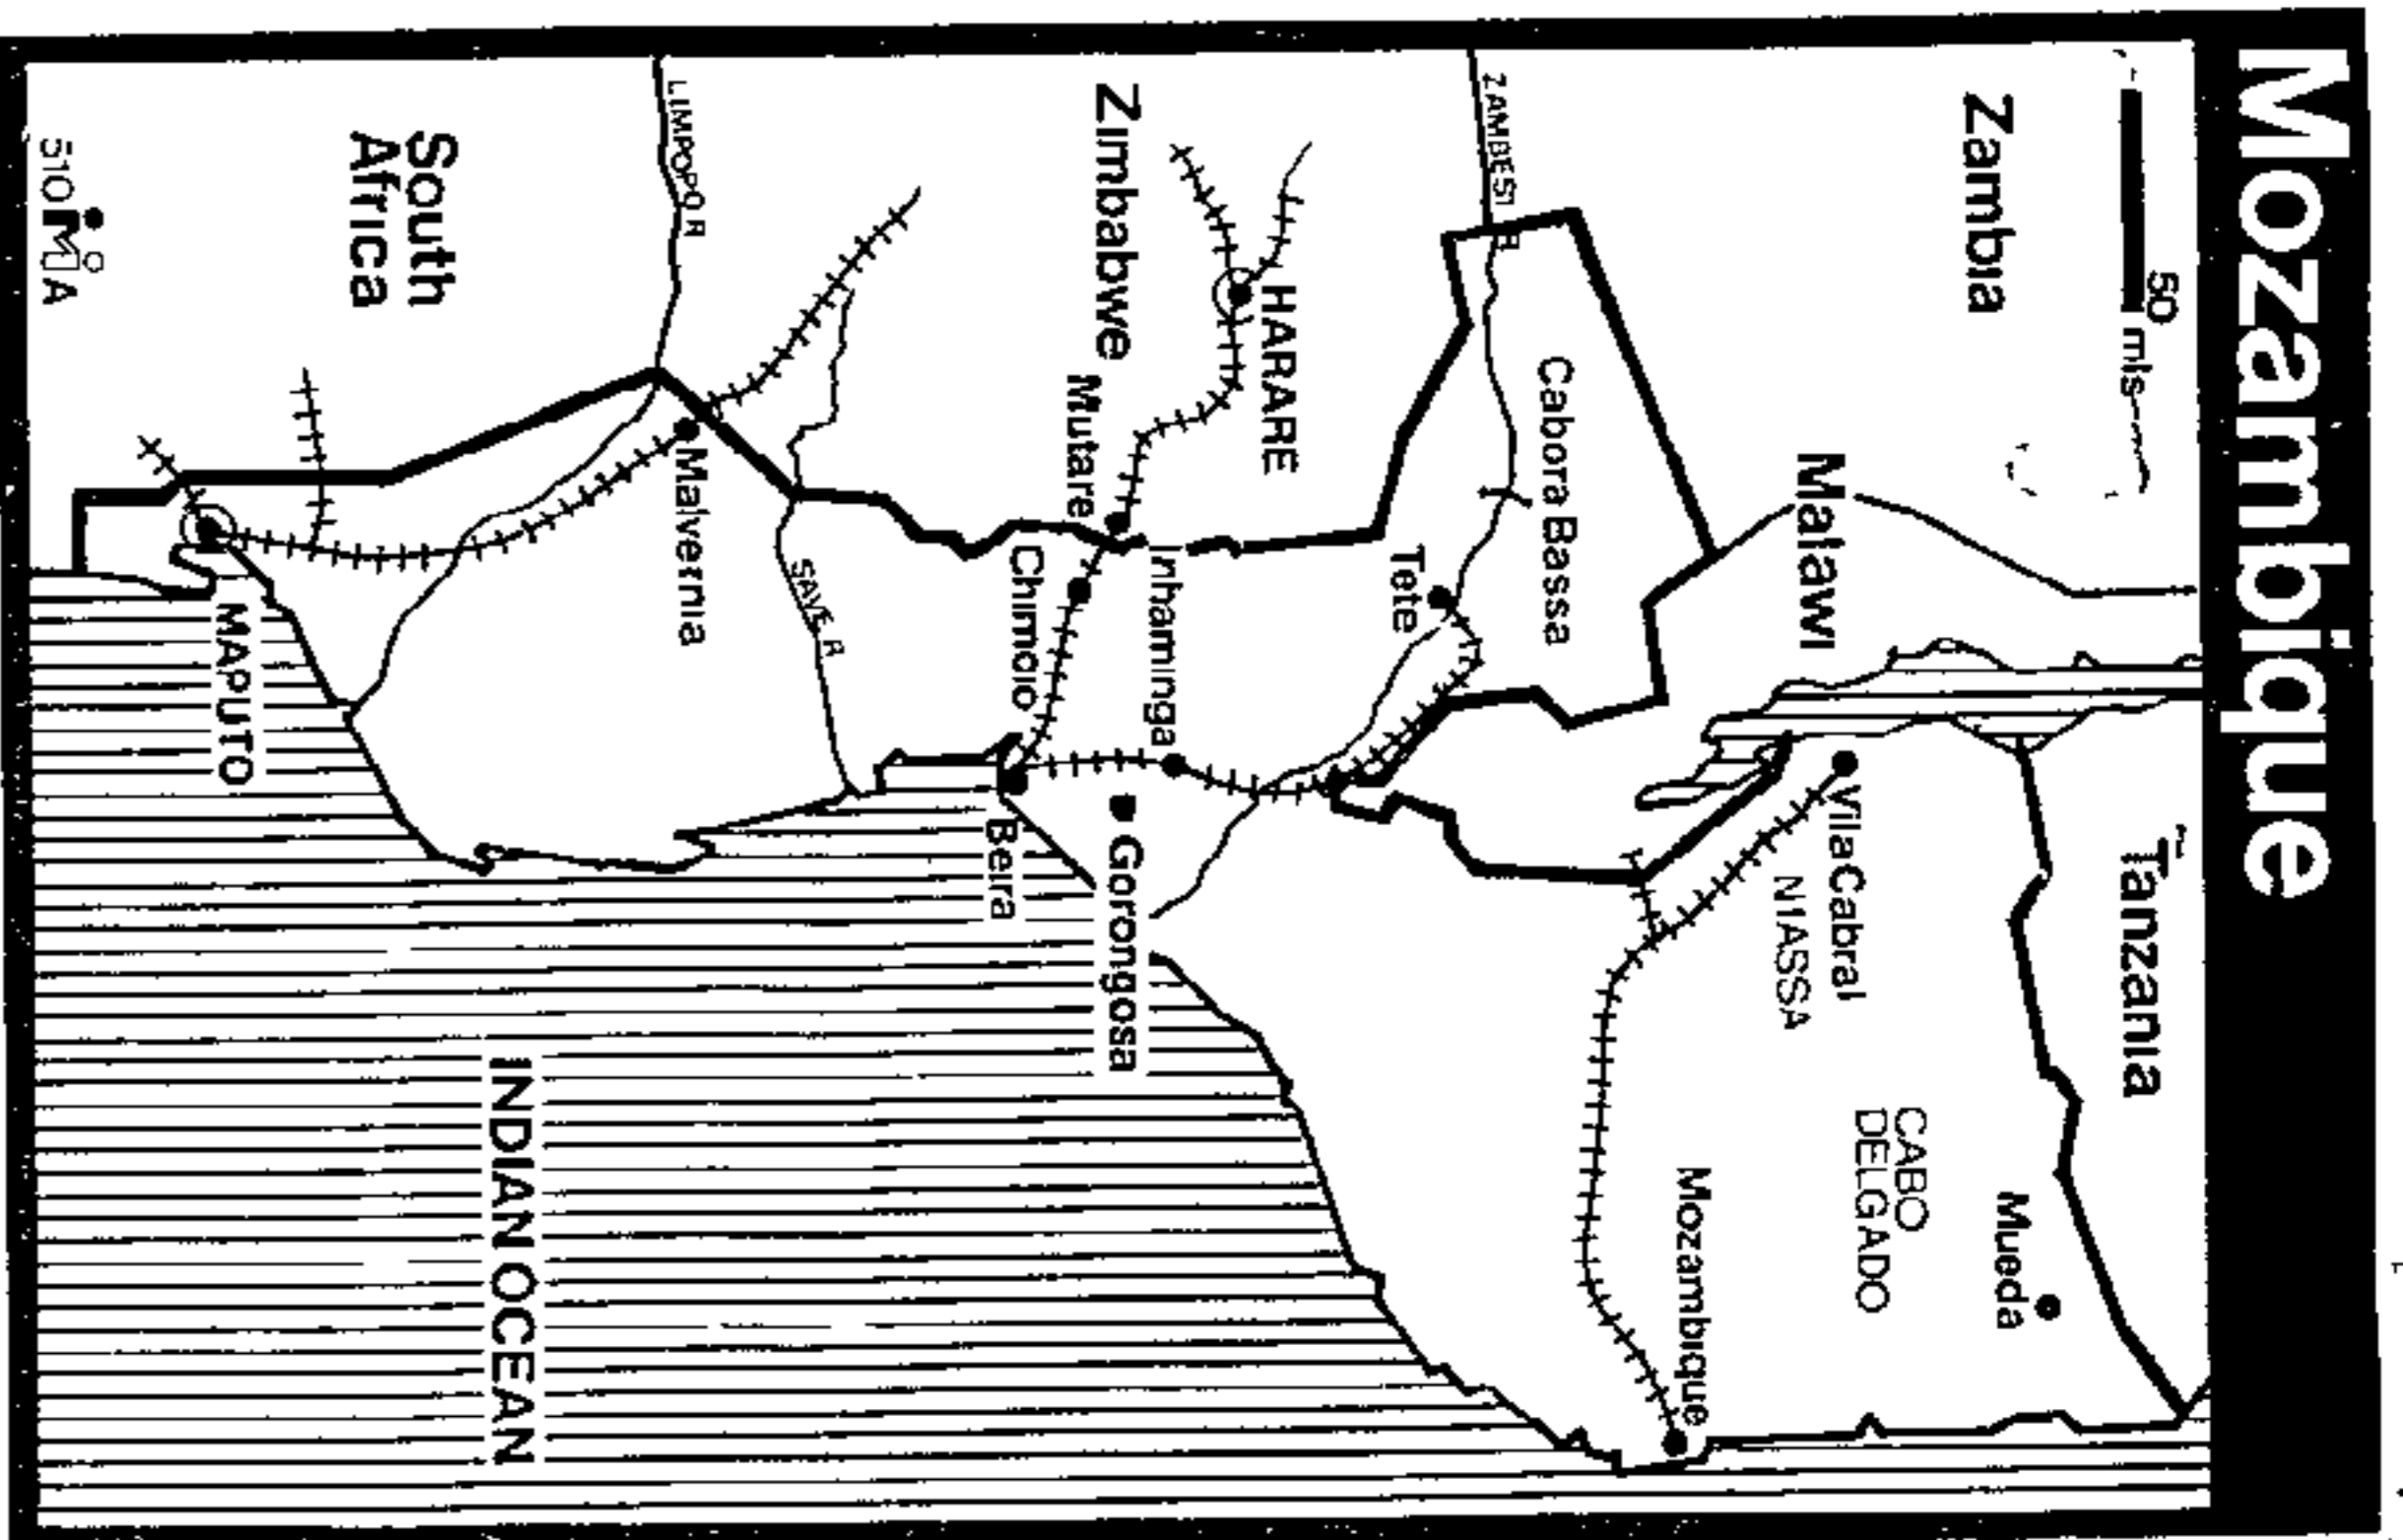 Mozambique
50
mls
Zambia
Tanzania
Malawi
Mueda
CABO
DELGADO
Vila Cabral
NIASSA
Mozambique
ZAMBESI R
Cabora Bassa
Tete
HARARE
Zimbabwe
Mutare
Inhaminga
Gorongosa
Chimoio
Beira
SAVE R
LIMPOPO R
Malvernia
South
Africa
INDIAN OCEAN
MAPUTO